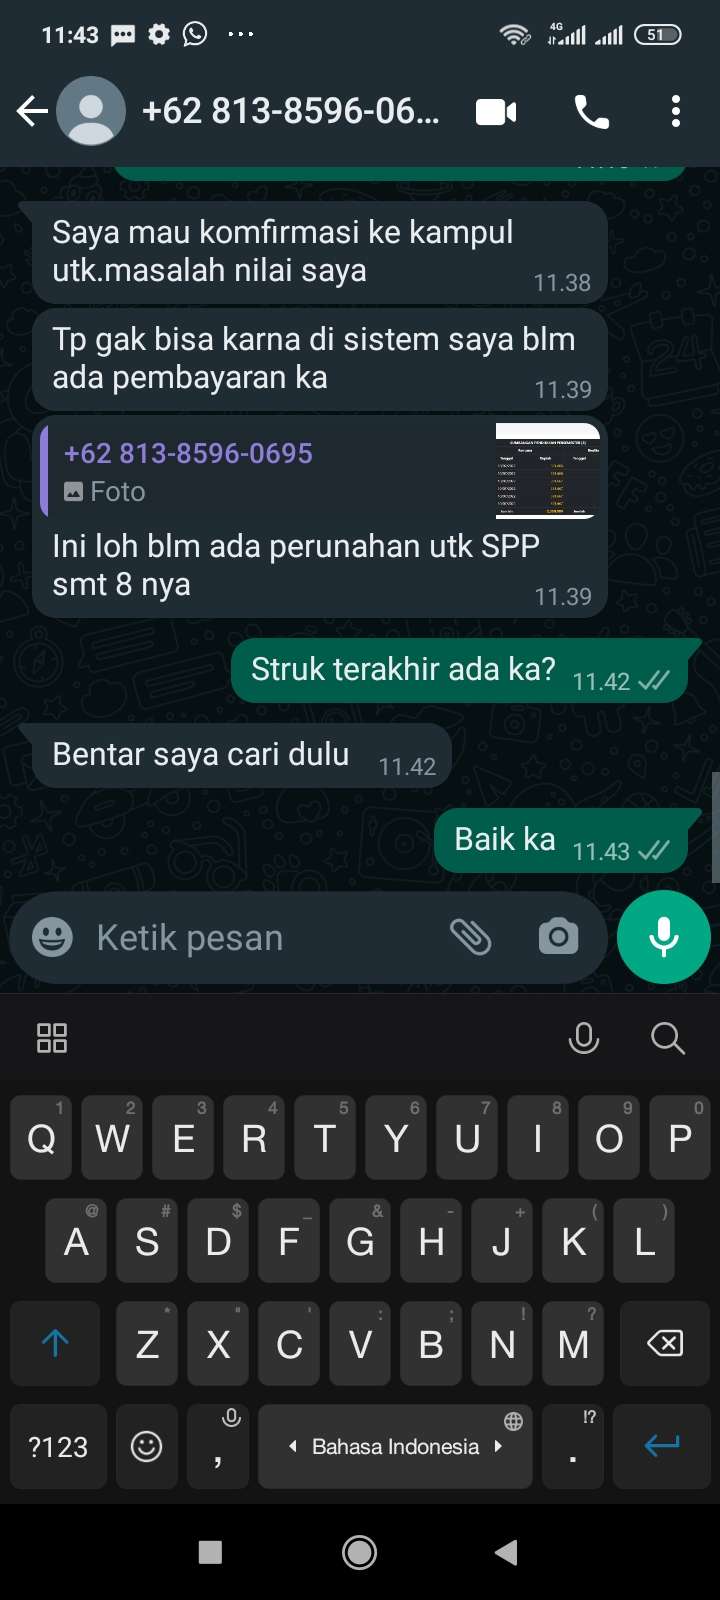 11:43
4G
51
+62 813-8596-06...
Saya mau komfirmasi ke kampul
utk.masalah nilai saya
11.38
Tp gak bisa karna di sistem saya blm
ada pembayaran ka
11.39
+62 813-8596-0695
Foto
Ini loh blm ada perunahan utk SPP
smt 8 nya
11.39
Struk terakhir ada ka?
11.42
Bentar saya cari dulu
11.42
Baik ka
11.43
Ketik pesan
1 2 3 4 5 6 7 8 9 0
Q W E R T Y U I O P
@ # $ _ & - + ( )
A S D F G H J K L
* " ' : ; ! ?
Z X C V B N M
!?
?123 , Bahasa Indonesia .